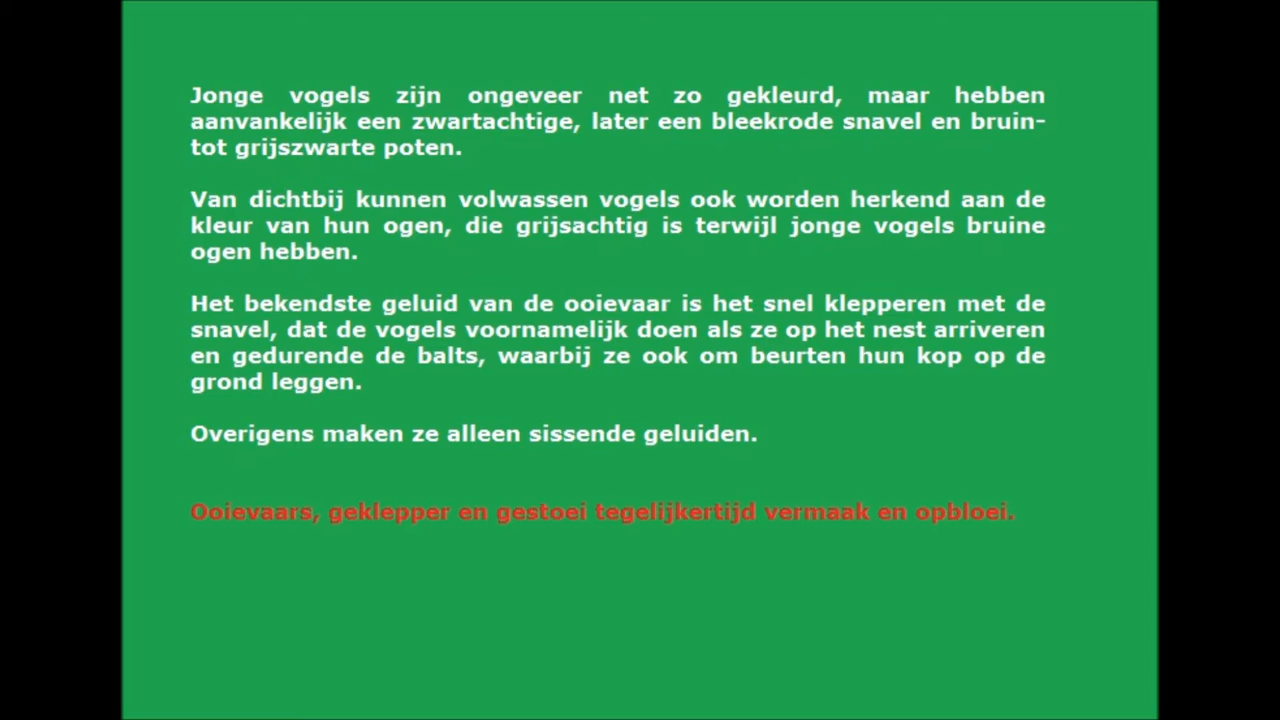 Jonge vogels zijn ongeveer net zo gekleurd, maar hebben
aanvankelijk een zwartachtige, later een bleekrode snavel en bruin-
tot grijszwarte poten.
Van dichtbij kunnen volwassen vogels ook worden herkend aan de
kleur van hun ogen, die grijsachtig is terwijl jonge vogels bruine
ogen hebben.
Het bekendste geluid van de ooievaar is het snel klepperen met de
snavel, dat de vogels voornamelijk doen als ze op het nest arriveren
en gedurende de balts, waarbij ze ook om beurten hun kop op de
grond leggen.
Overigens maken ze alleen sissende geluiden.
Ooievaars, geklepper en gestoei tegelijkertijd vermaak en opbloei.